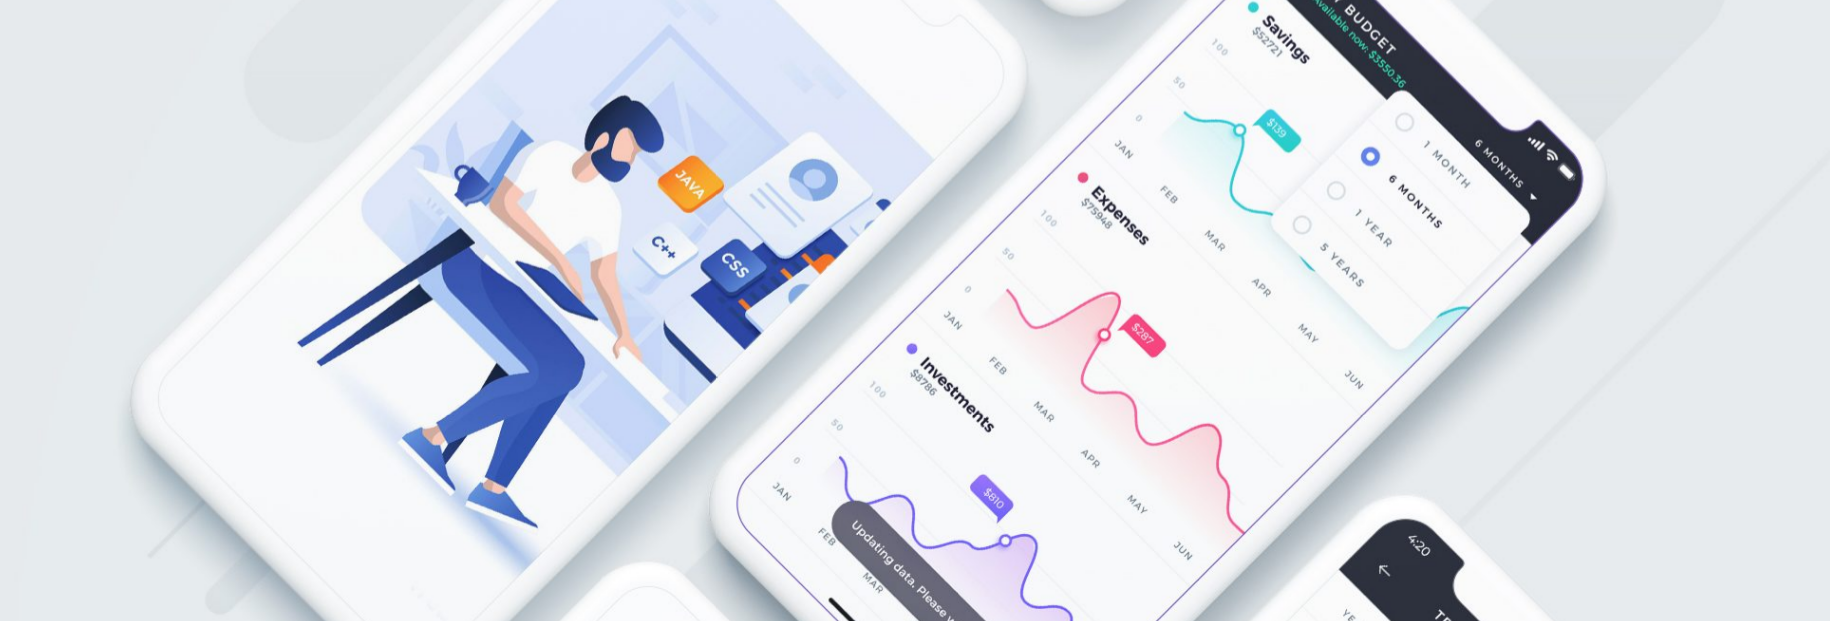 JAVA
C++
CSS
BUDGET
Available now: $3550.36
6 MONTHS
1 MONTH
6 MONTHS
1 YEAR
5 YEARS
Savings
$52721
100
50
0
$139
JAN
FEB
MAR
APR
MAY
JUN
Expenses
$75948
100
50
0
$287
JAN
FEB
MAR
APR
MAY
JUN
Investments
$8786
100
50
0
$810
JAN
FEB
MAR
Updating data. Please
4:20